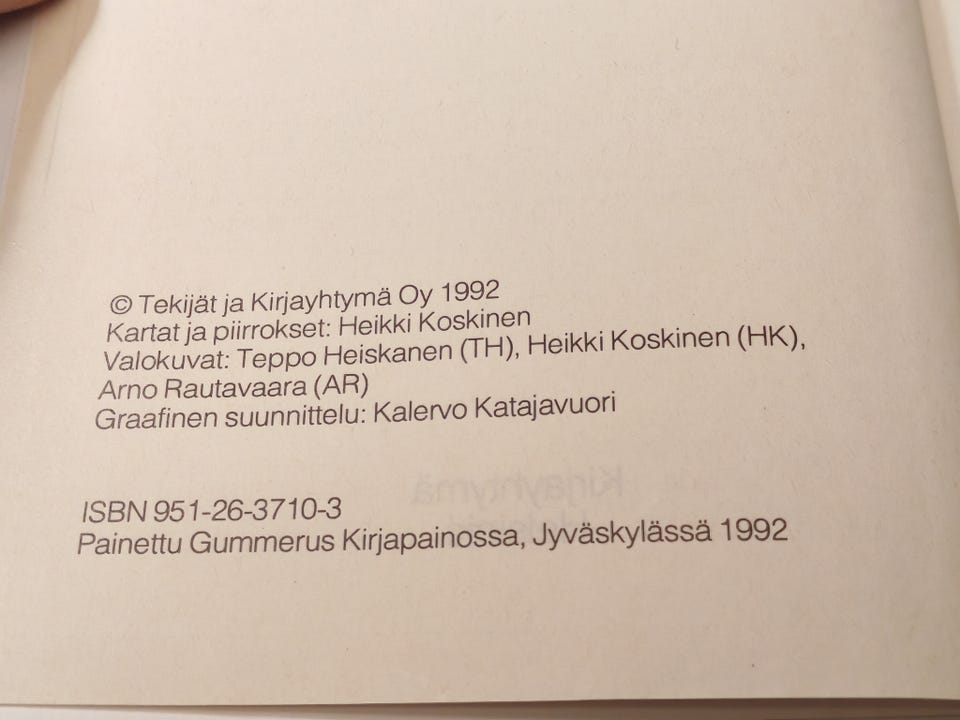 © Tekijät ja Kirjayhtymä Oy 1992
Kartat ja piirrokset: Heikki Koskinen
Valokuvat: Teppo Heiskanen (TH), Heikki Koskinen (HK),
Arno Rautavaara (AR)
Graafinen suunnittelu: Kalervo Katajavuori
Kirjayhtymä
ISBN 951-26-3710-3
Painettu Gummerus Kirjapainossa, Jyväskylässä 1992